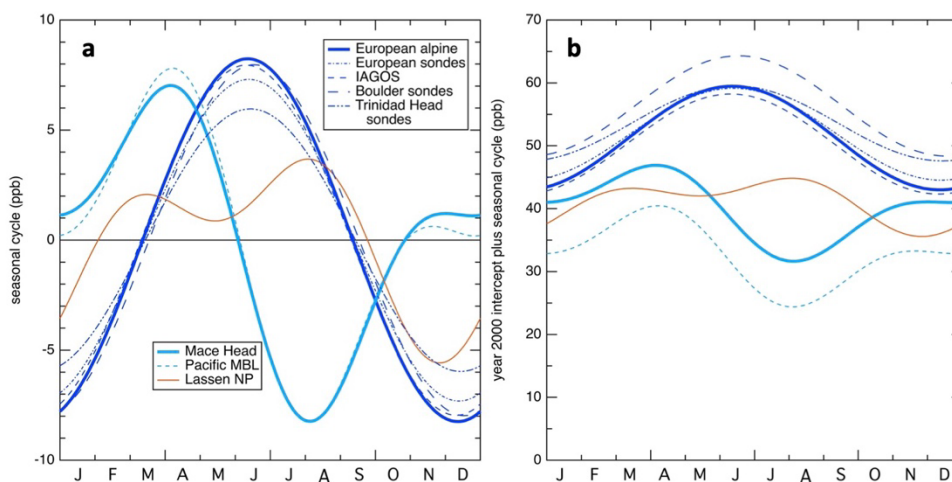 a
European alpine
European sondes
IAGOS
Boulder sondes
Trinidad Head
sondes
seasonal cycle (ppb)
10
5
0
-5
-10
Mace Head
Pacific MBL
Lassen NP
J F M A M J J A S O N D
b
year 2000 intercept plus seasonal cycle (ppb)
70
60
50
40
30
20
10
0
J F M A M J J A S O N D